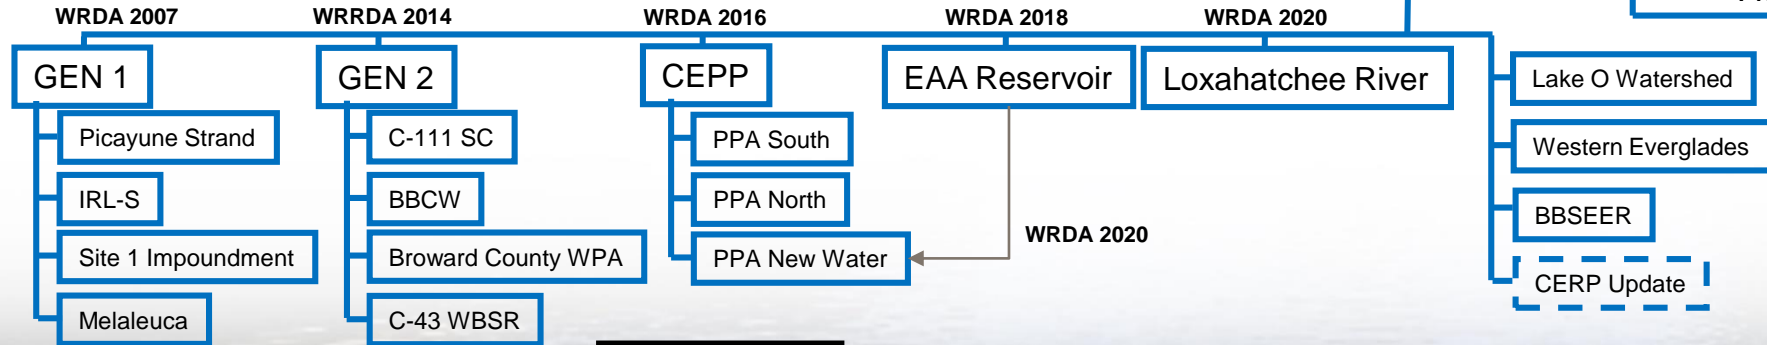 WRDA 2007
WRRDA 2014
WRDA 2016
WRDA 2018
WRDA 2020
GEN 1
GEN 2
CEPP
EAA Reservoir
Loxahatchee River
Picayune Strand
IRL-S
Site 1 Impoundment
Melaleuca
C-111 SC
BBCW
Broward County WPA
C-43 WBSR
PPA South
PPA North
PPA New Water
WRDA 2020
Lake O Watershed
Western Everglades
BBSEER
CERP Update